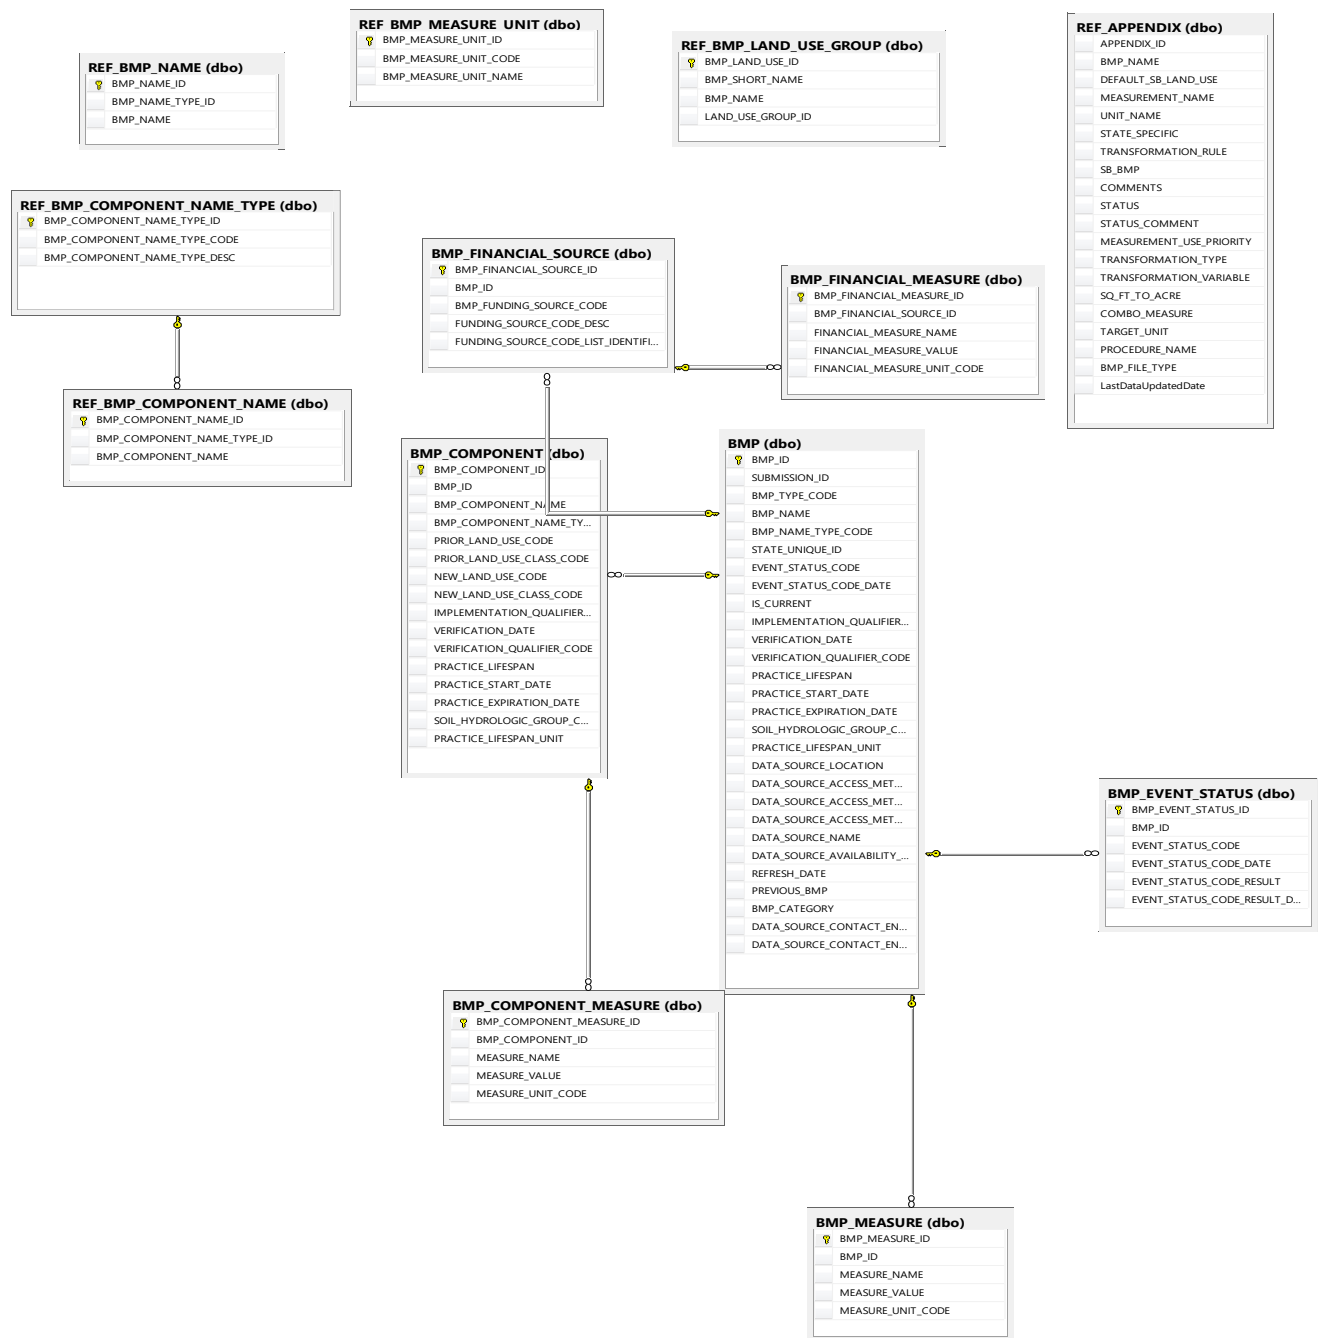 REF_BMP_NAME (dbo)
BMP_NAME_ID
BMP_NAME_TYPE_ID
BMP_NAME
REF_BMP_MEASURE_UNIT (dbo)
BMP_MEASURE_UNIT_ID
BMP_MEASURE_UNIT_CODE
BMP_MEASURE_UNIT_NAME
REF_BMP_LAND_USE_GROUP (dbo)
BMP_LAND_USE_ID
BMP_SHORT_NAME
BMP_NAME
LAND_USE_GROUP_ID
REF_APPENDIX (dbo)
APPENDIX_ID
BMP_NAME
DEFAULT_SB_LAND_USE
MEASUREMENT_NAME
UNIT_NAME
STATE_SPECIFIC
TRANSFORMATION_RULE
SB_BMP
COMMENTS
STATUS
STATUS_COMMENT
MEASUREMENT_USE_PRIORITY
TRANSFORMATION_TYPE
TRANSFORMATION_VARIABLE
SQ_FT_TO_ACRE
COMBO_MEASURE
TARGET_UNIT
PROCEDURE_NAME
BMP_FILE_TYPE
LastDataUpdatedDate
REF_BMP_COMPONENT_NAME_TYPE (dbo)
BMP_COMPONENT_NAME_TYPE_ID
BMP_COMPONENT_NAME_TYPE_CODE
BMP_COMPONENT_NAME_TYPE_DESC
BMP_FINANCIAL_SOURCE (dbo)
BMP_FINANCIAL_SOURCE_ID
BMP_ID
BMP_FUNDING_SOURCE_CODE
FUNDING_SOURCE_CODE_DESC
FUNDING_SOURCE_CODE_LIST_IDENTIFI...
BMP_FINANCIAL_MEASURE (dbo)
BMP_FINANCIAL_MEASURE_ID
BMP_FINANCIAL_SOURCE_ID
FINANCIAL_MEASURE_NAME
FINANCIAL_MEASURE_VALUE
FINANCIAL_MEASURE_UNIT_CODE
REF_BMP_COMPONENT_NAME (dbo)
BMP_COMPONENT_NAME_ID
BMP_COMPONENT_NAME_TYPE_ID
BMP_COMPONENT_NAME
BMP_COMPONENT (dbo)
BMP_COMPONENT_ID
BMP_ID
BMP_COMPONENT_NAME
BMP_COMPONENT_NAME_TY...
PRIOR_LAND_USE_CODE
PRIOR_LAND_USE_CLASS_CODE
NEW_LAND_USE_CODE
NEW_LAND_USE_CLASS_CODE
IMPLEMENTATION_QUALIFIER...
VERIFICATION_DATE
VERIFICATION_QUALIFIER_CODE
PRACTICE_LIFESPAN
PRACTICE_START_DATE
PRACTICE_EXPIRATION_DATE
SOIL_HYDROLOGIC_GROUP_C...
PRACTICE_LIFESPAN_UNIT
BMP (dbo)
BMP_ID
SUBMISSION_ID
BMP_TYPE_CODE
BMP_NAME
BMP_NAME_TYPE_CODE
STATE_UNIQUE_ID
EVENT_STATUS_CODE
EVENT_STATUS_CODE_DATE
IS_CURRENT
IMPLEMENTATION_QUALIFIER...
VERIFICATION_DATE
VERIFICATION_QUALIFIER_CODE
PRACTICE_LIFESPAN
PRACTICE_START_DATE
PRACTICE_EXPIRATION_DATE
SOIL_HYDROLOGIC_GROUP_C...
PRACTICE_LIFESPAN_UNIT
DATA_SOURCE_LOCATION
DATA_SOURCE_ACCESS_MET...
DATA_SOURCE_ACCESS_MET...
DATA_SOURCE_ACCESS_MET...
DATA_SOURCE_NAME
DATA_SOURCE_AVAILABILITY_...
REFRESH_DATE
PREVIOUS_BMP
BMP_CATEGORY
DATA_SOURCE_CONTACT_EN...
DATA_SOURCE_CONTACT_EN...
BMP_EVENT_STATUS (dbo)
BMP_EVENT_STATUS_ID
BMP_ID
EVENT_STATUS_CODE
EVENT_STATUS_CODE_DATE
EVENT_STATUS_CODE_RESULT
EVENT_STATUS_CODE_RESULT_D...
BMP_COMPONENT_MEASURE (dbo)
BMP_COMPONENT_MEASURE_ID
BMP_COMPONENT_ID
MEASURE_NAME
MEASURE_VALUE
MEASURE_UNIT_CODE
BMP_MEASURE (dbo)
BMP_MEASURE_ID
BMP_ID
MEASURE_NAME
MEASURE_VALUE
MEASURE_UNIT_CODE